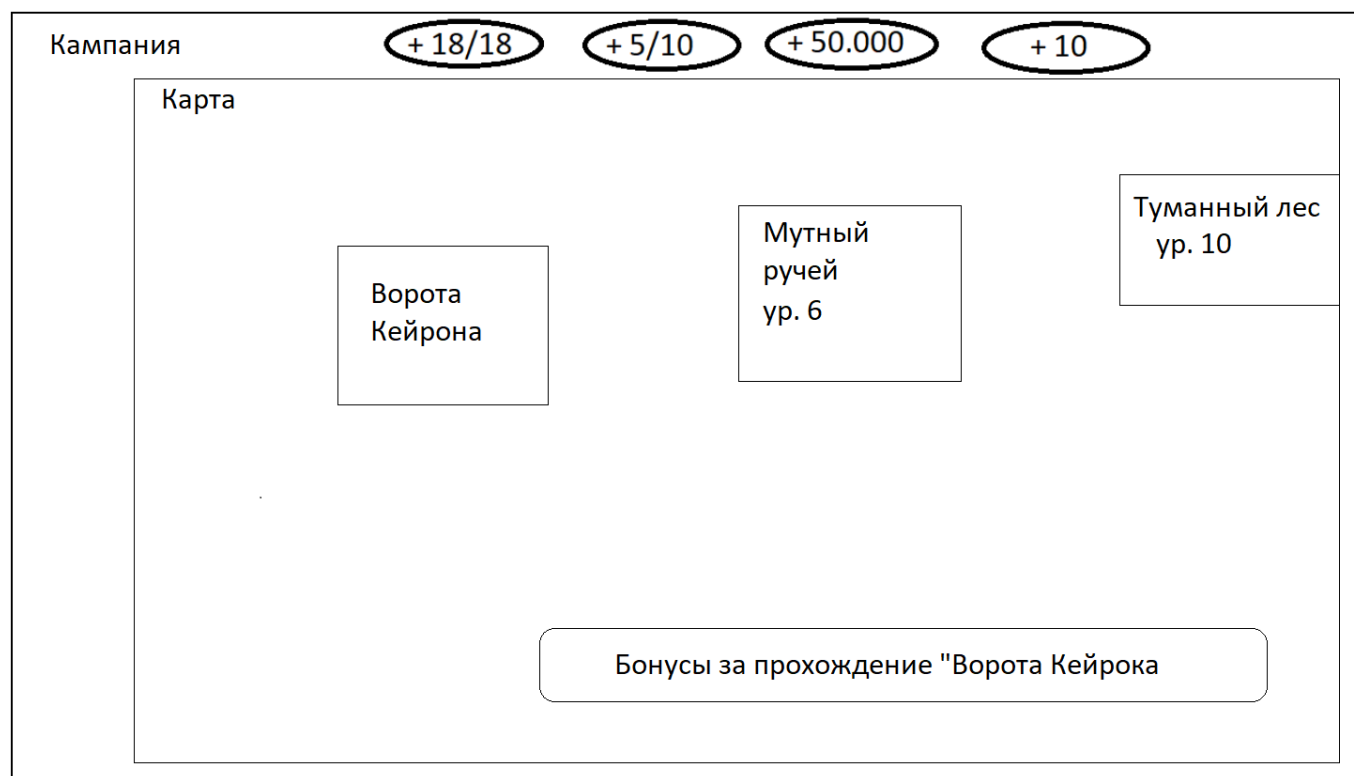 Кампания
+ 18/18
+ 5/10
+ 50.000
+ 10
Карта
Туманный лес
ур. 10
Мутный
ручей
ур. 6
Ворота
Кейрона
Бонусы за прохождение "Ворота Кейрока